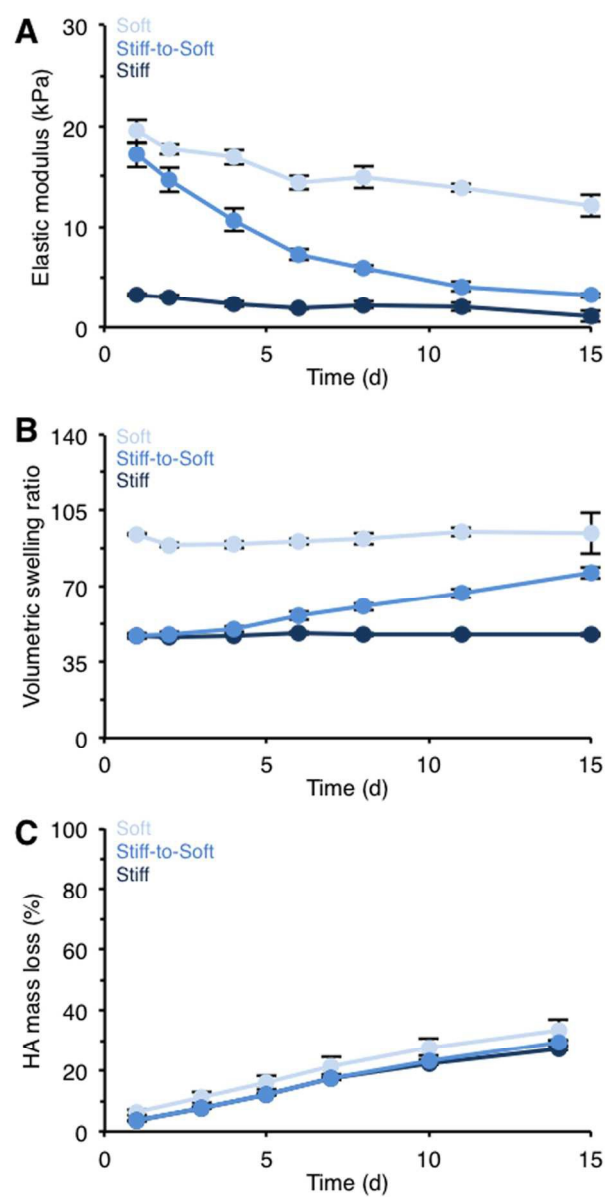 A
Soft
Stiff-to-Soft
Stiff
Elastic modulus (kPa)
30
20
10
0
0 5 10 15
Time (d)
B
Soft
Stiff-to-Soft
Stiff
Volumetric swelling ratio
140
105
70
35
0
0 5 10 15
Time (d)
C
Soft
Stiff-to-Soft
Stiff
HA mass loss (%)
100
80
60
40
20
0
0 5 10 15
Time (d)